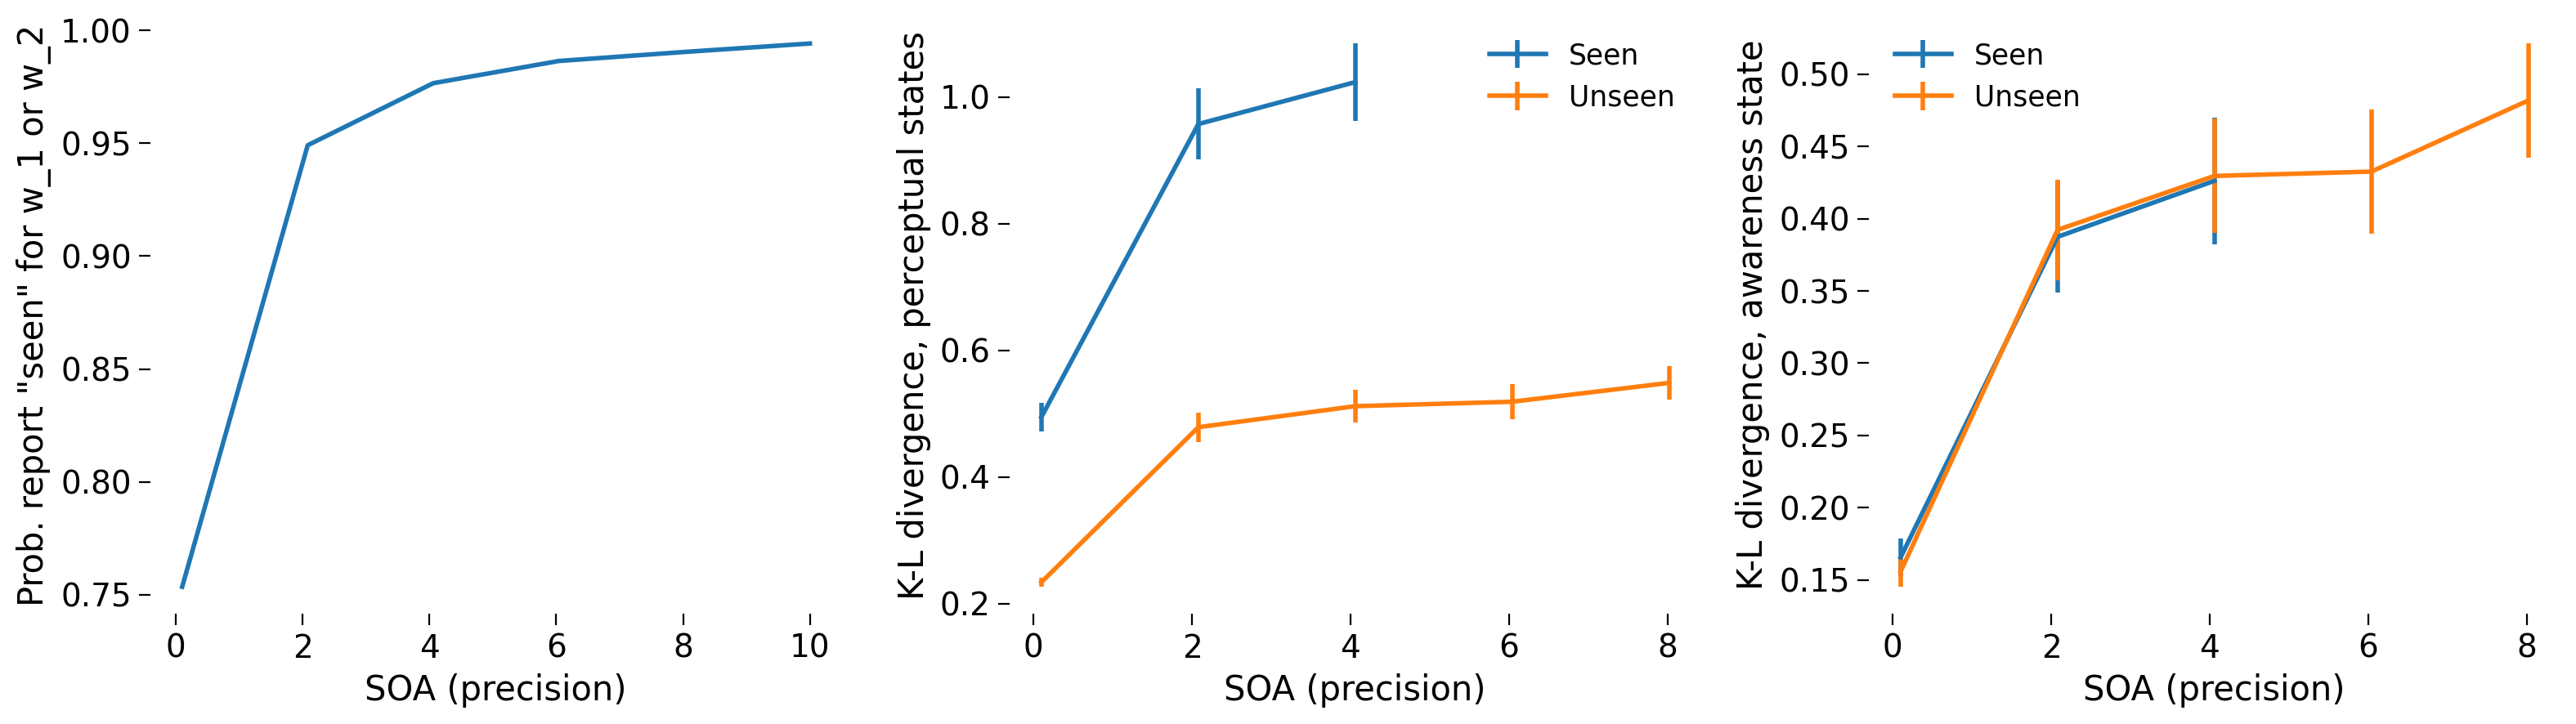 Prob. report "seen" for w_1 or w_2
1.00
0.95
0.90
0.85
0.80
0.75
0 2 4 6 8 10
SOA (precision)
K-L divergence, perceptual states
1.0
0.8
0.6
0.4
0.2
Seen
Unseen
0 2 4 6 8
SOA (precision)
K-L divergence, awareness state
0.50
0.45
0.40
0.35
0.30
0.25
0.20
0.15
Seen
Unseen
0 2 4 6 8
SOA (precision)